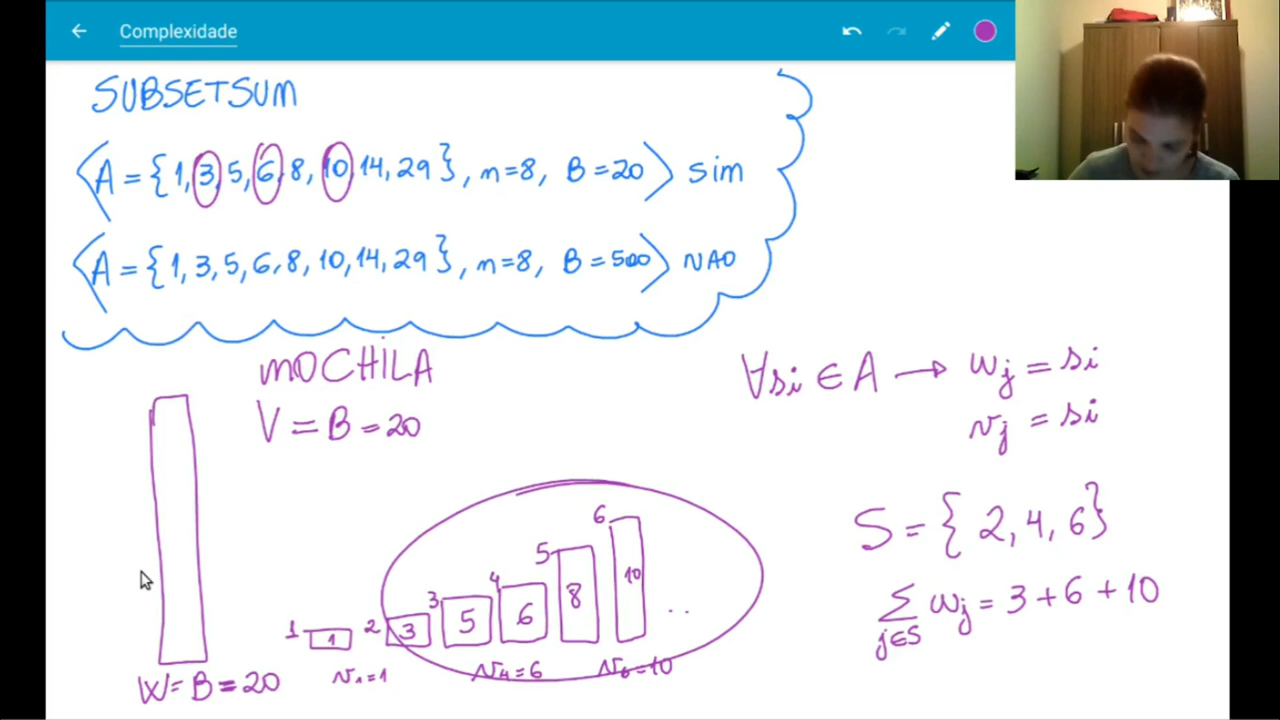 Complexidade
SUBSETSUM
⟨A = {1, 3, 5, 6, 8, 10, 14, 29}, n=8, B=20⟩ sim
⟨A = {1, 3, 5, 6, 8, 10, 14, 29}, n=8, B=500⟩ NAO
MOCHILA
V = B = 20
∀si ∈ A → wj = si
vj = si
S = {2, 4, 6}
∑ wj = 3 + 6 + 10
j∈S
1 2 3 4 5 6
1 3 5 6 8 10 ..
v1=1 v4=6 v6=10
W = B = 20